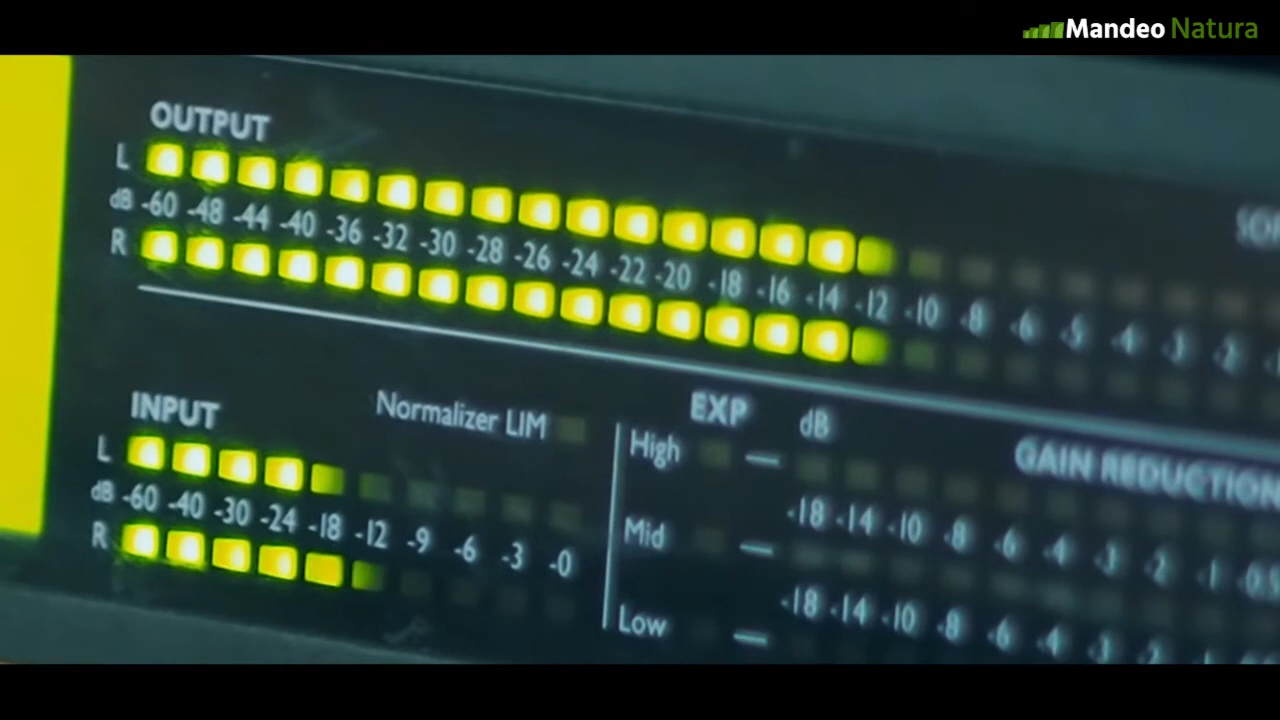 Mandeo Natura
OUTPUT
L
dB -60 -48 -44 -40 -36 -32 -30 -28 -26 -24 -22 -20 -18 -16 -14 -12 -10 -8 -6 -5 -4 -3 -2
R
INPUT
Normalizer LIM
L
dB -60 -40 -30 -24 -18 -12 -9 -6 -3 -0
R
EXP dB
High
GAIN REDUCTION
-18 -14 -10 -8 -6 -4 -3 -2 -1 -0.5
Mid
-18 -14 -10 -8 -6 -4 -3 -2
Low